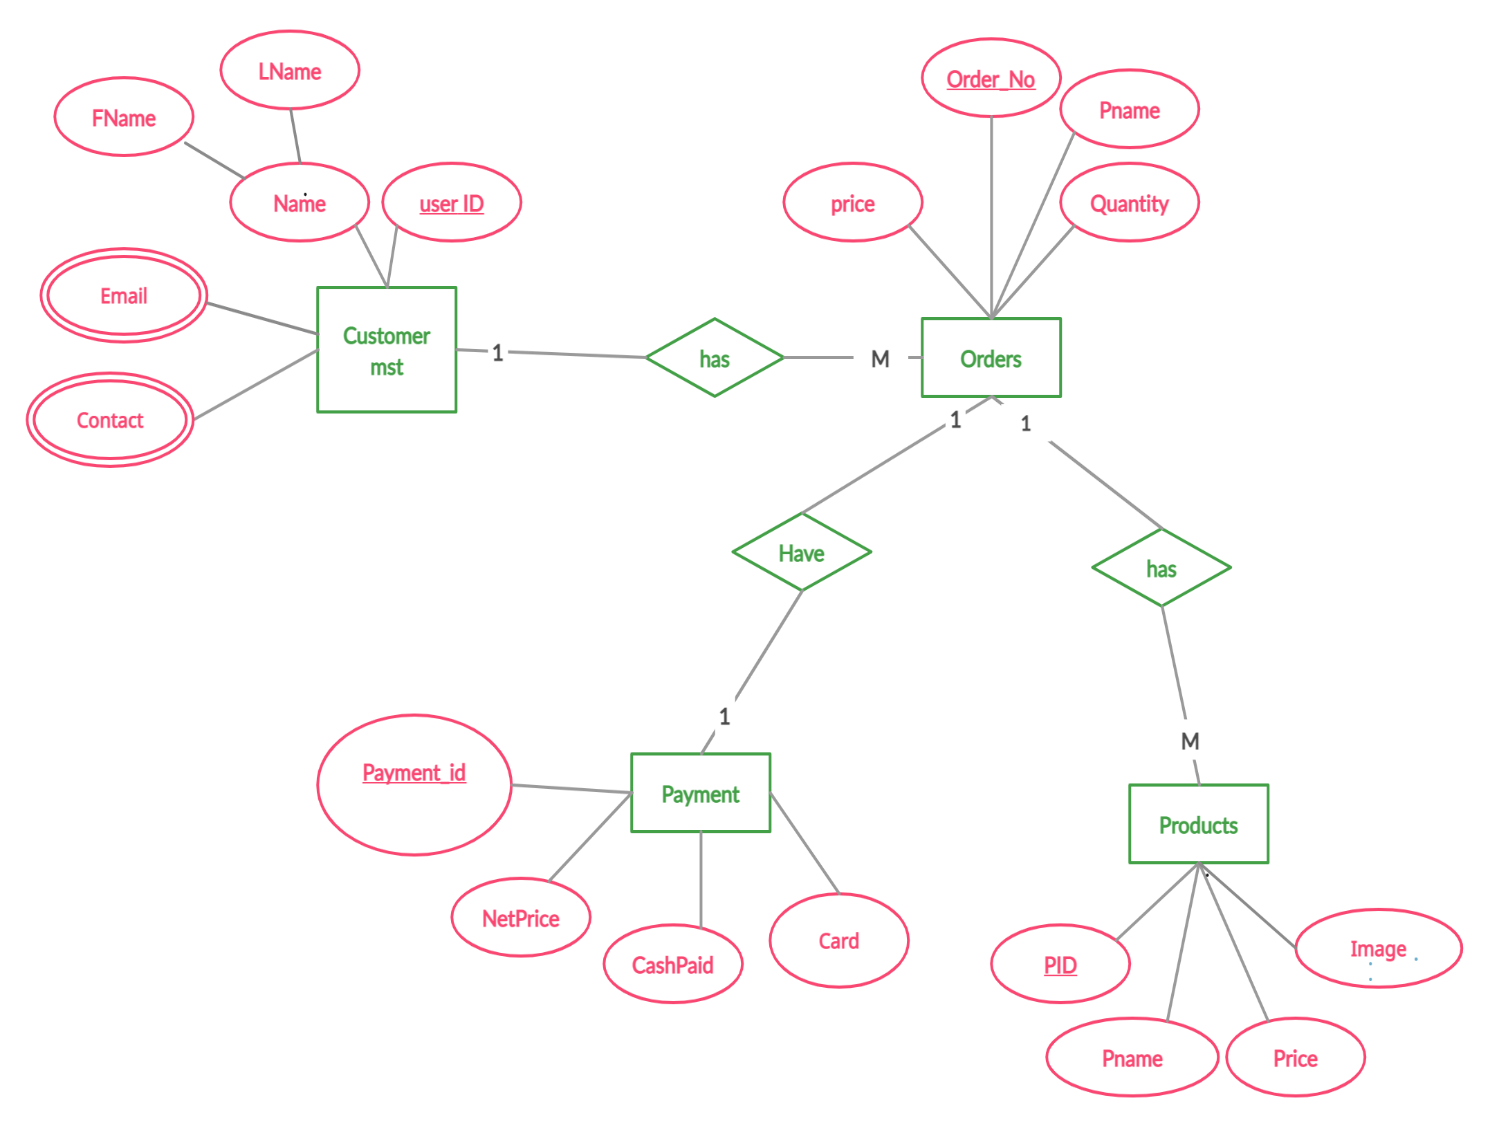 LName
FName
Name
user ID
Email
Contact
Customer
mst
1
has
M
Order_No
Pname
price
Quantity
Orders
1
1
Have
has
1
M
Payment_id
Payment
NetPrice
CashPaid
Card
Products
PID
Image
Pname
Price